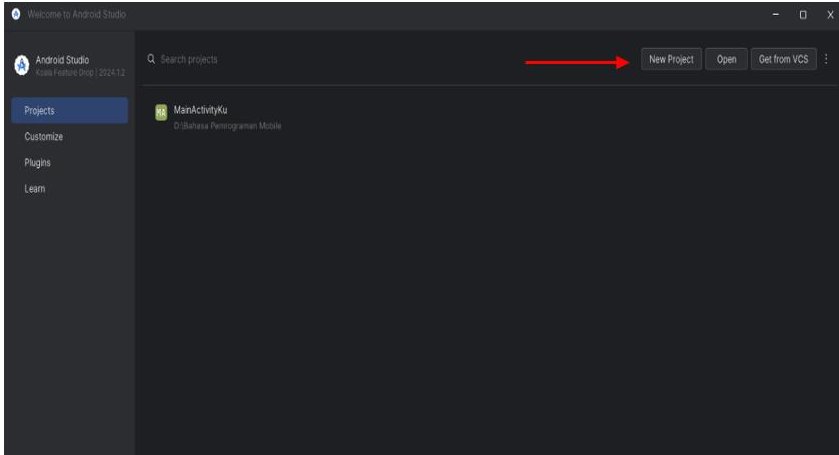 Welcome to Android Studio
Android Studio
Koala Feature Drop | 2024.1.2
Search projects
New Project
Open
Get from VCS
Projects
Customize
Plugins
Learn
MA
MainActivityKu
D:\Bahasa Pemrograman Mobile